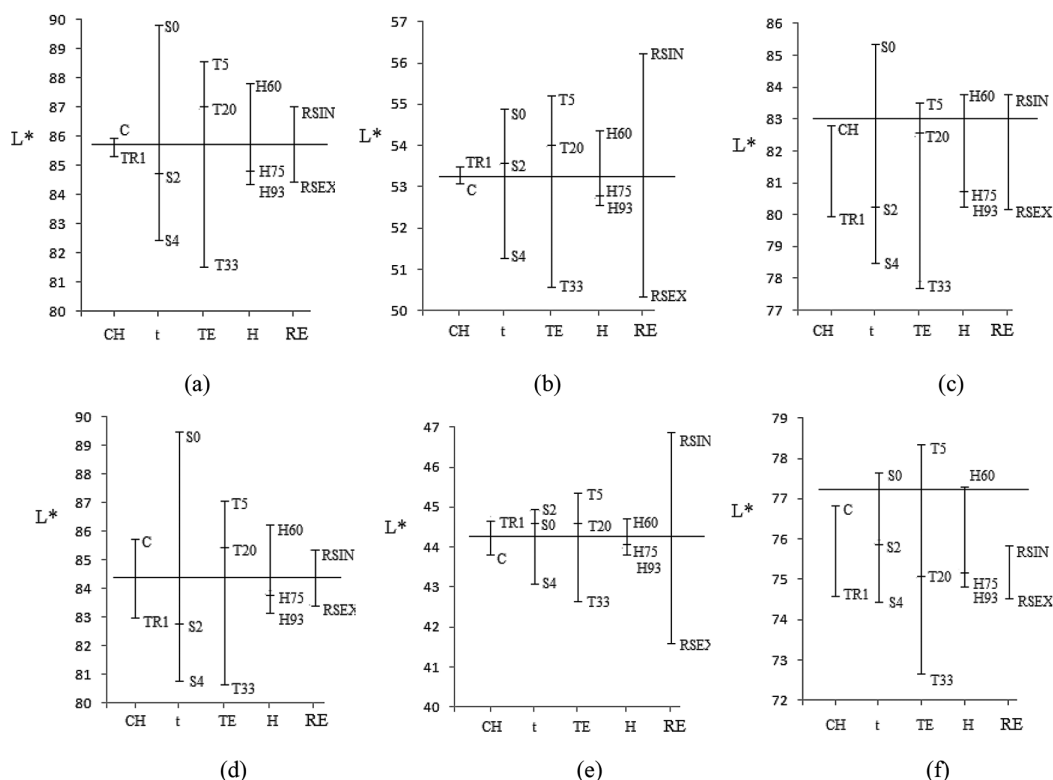 90
89
88
87
86
85
84
83
82
81
80
L*
C
TR1
S0
S2
S4
T5
T20
T33
H60
H75
H93
RSIN
RSEX
CH t TE H RE
(a)
57
56
55
54
53
52
51
50
L*
TR1
C
S0
S2
S4
T5
T20
T33
H60
H75
H93
RSIN
RSEX
CH t TE H RE
(b)
86
85
84
83
82
81
80
79
78
77
L*
CH
TR1
S0
S2
S4
T5
T20
T33
H60
H75
H93
RSIN
RSEX
CH t TE H RE
(c)
90
89
88
87
86
85
84
83
82
81
80
L*
C
TR1
S0
S2
S4
T5
T20
T33
H60
H75
H93
RSIN
RSEX
CH t TE H RE
(d)
47
46
45
44
43
42
41
40
L*
TR1
C
S2
S0
S4
T5
T20
T33
H60
H75
H93
RSIN
RSEX
CH t TE H RE
(e)
79
78
77
76
75
74
73
72
L*
C
TR1
S0
S2
S4
T5
T20
T33
H60
H75
H93
RSIN
RSEX
CH t TE H RE
(f)